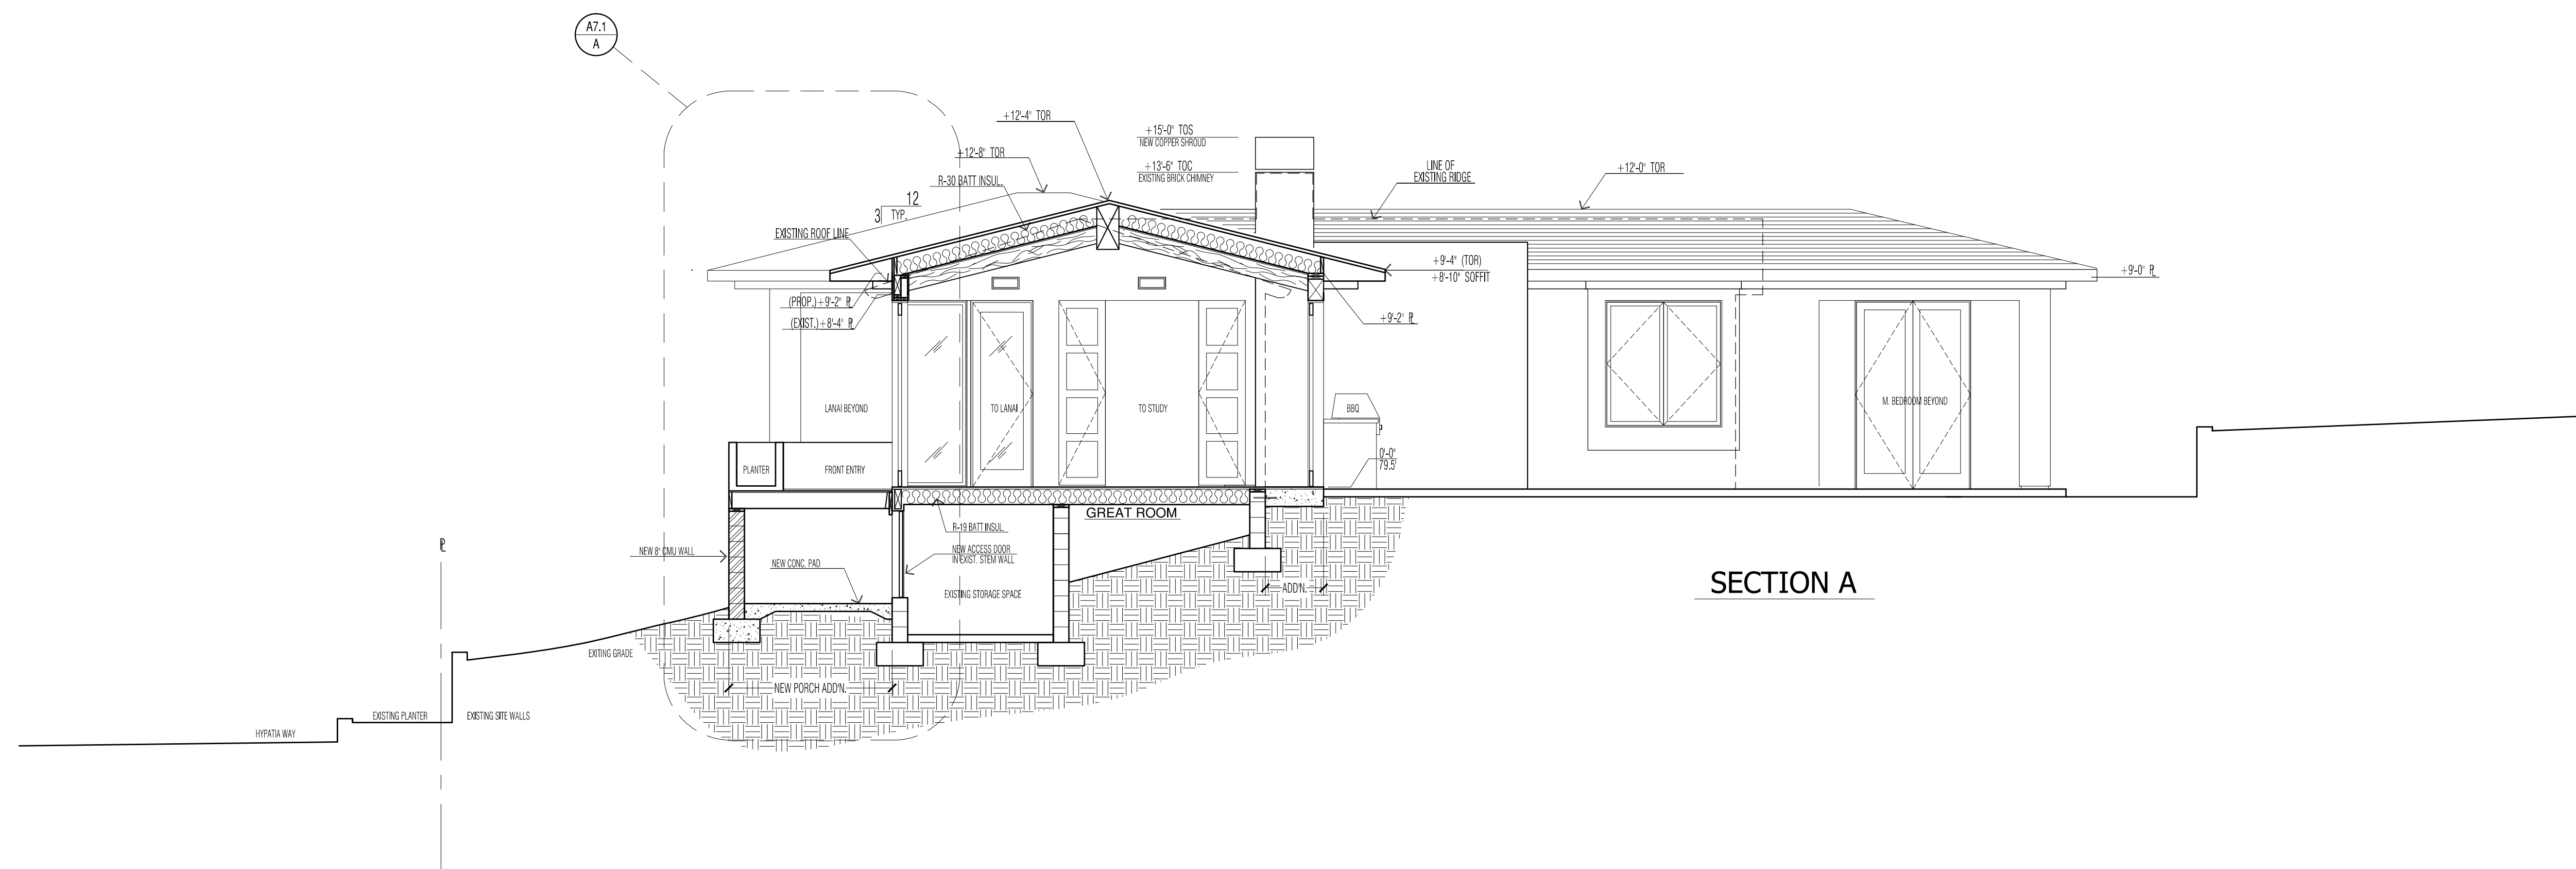 A7.1
A
+12'-4" TOR
+15'-0" TOS
NEW COPPER SHROUD
+12'-8" TOR
+13'-6" TOC
EXISTING BRICK CHIMNEY
LINE OF
EXISTING RIDGE
+12'-0" TOR
R-30 BATT INSUL.
12
3
TYP.
EXISTING ROOF LINE
+9'-4" (TOR)
+8'-10" SOFFIT
+9'-0" PL
(PROP.)+9'-2" PL
(EXIST.)+8'-4" PL
+9'-2" PL
LANAI BEYOND
TO LANAI
TO STUDY
BBQ
M. BEDROOM BEYOND
0'-0"
79.5'
PLANTER
FRONT ENTRY
GREAT ROOM
R-19 BATT INSUL.
PL
NEW 8" CMU WALL
NEW ACCESS DOOR
IN EXIST. STEM WALL
NEW CONC. PAD
EXISTING STORAGE SPACE
ADD'N.
SECTION A
EXITING GRADE
NEW PORCH ADD'N.
EXISTING PLANTER
EXISTING SITE WALLS
HYPATIA WAY